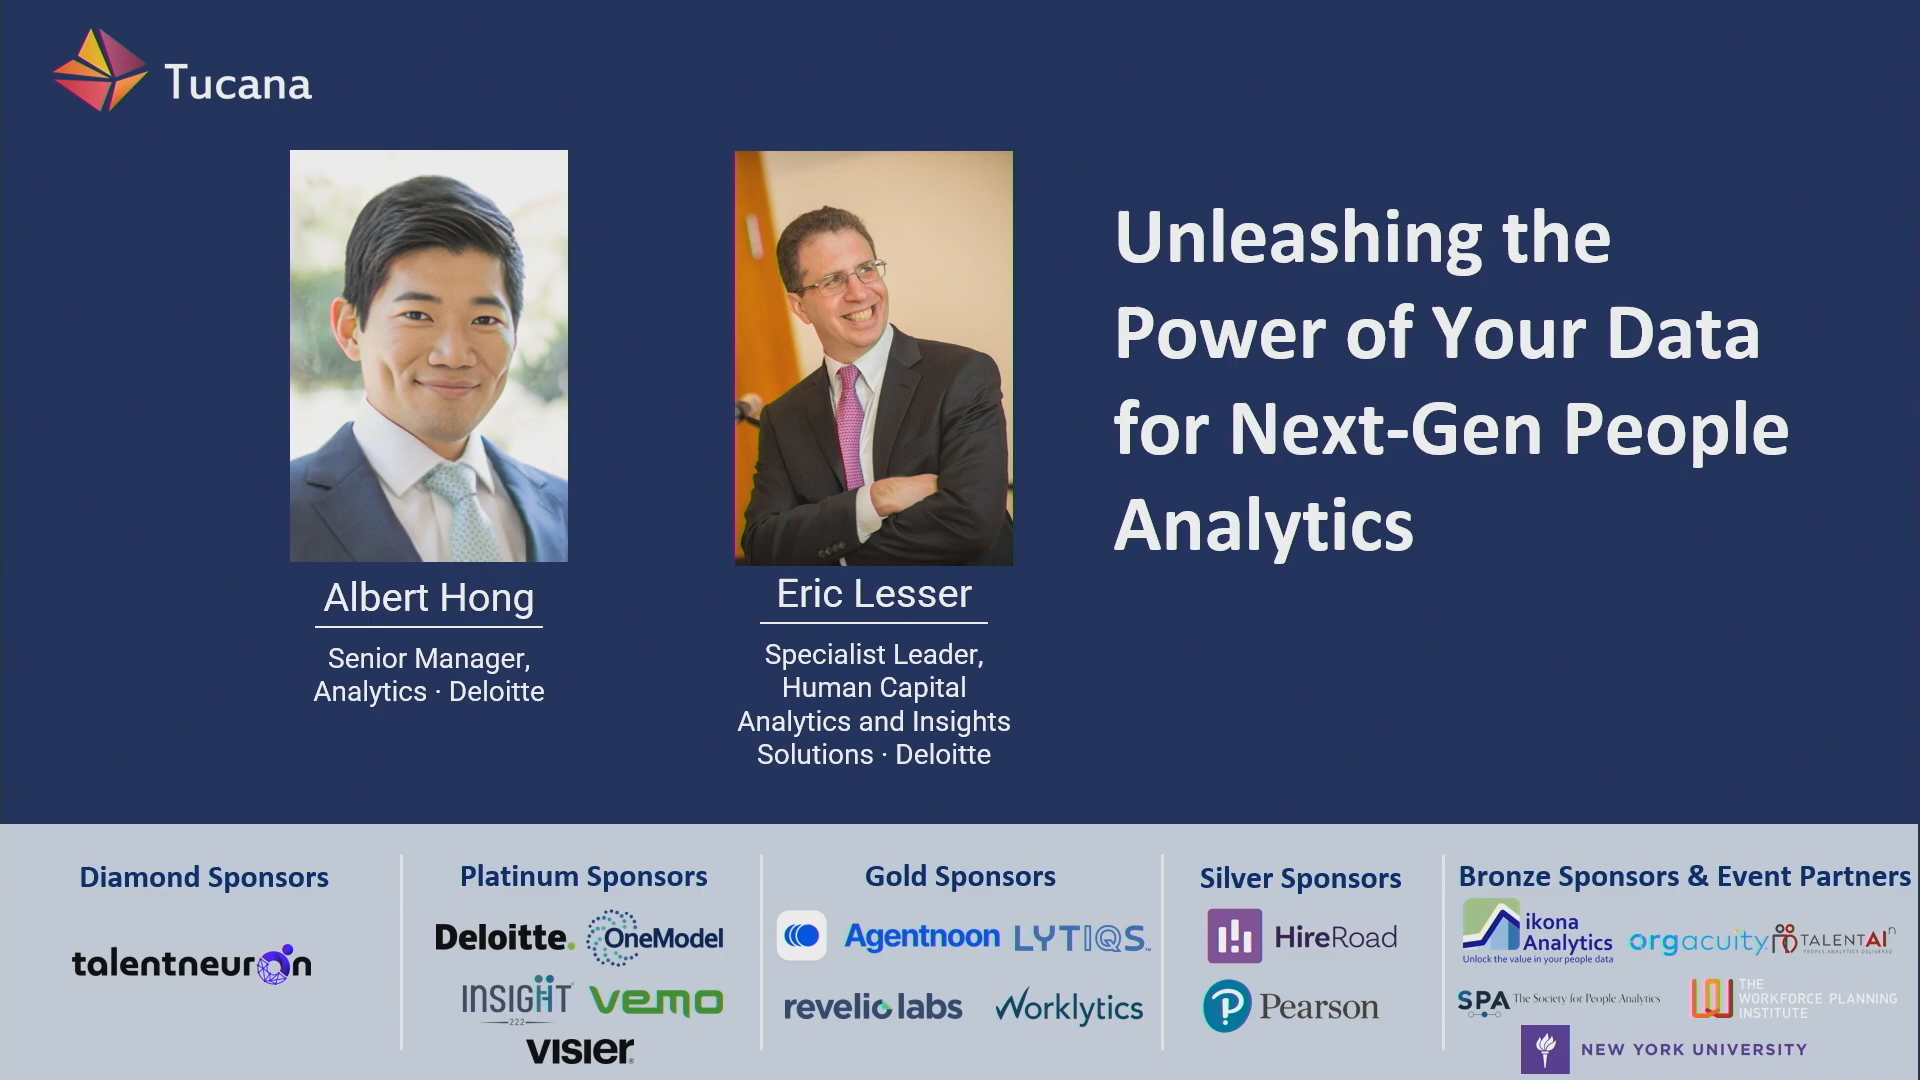 Tucana
Unleashing the
Power of Your Data
for Next-Gen People
Analytics
Albert Hong
Senior Manager,
Analytics · Deloitte
Eric Lesser
Specialist Leader,
Human Capital
Analytics and Insights
Solutions · Deloitte
Diamond Sponsors
talentneuron
Platinum Sponsors
Deloitte.
OneModel
INSIGHT
222
vemo
visier
Gold Sponsors
Agentnoon
LYTIQS
revelio labs
Worklytics
Silver Sponsors
HireRoad
Pearson
Bronze Sponsors & Event Partners
ikona
Analytics
Unlock the value in your people data
orgacuity
TALENTAIn
PEOPLE ANALYTICS DELIVERED
SPA The Society for People Analytics
THE
WORKFORCE PLANNING
INSTITUTE
NEW YORK UNIVERSITY